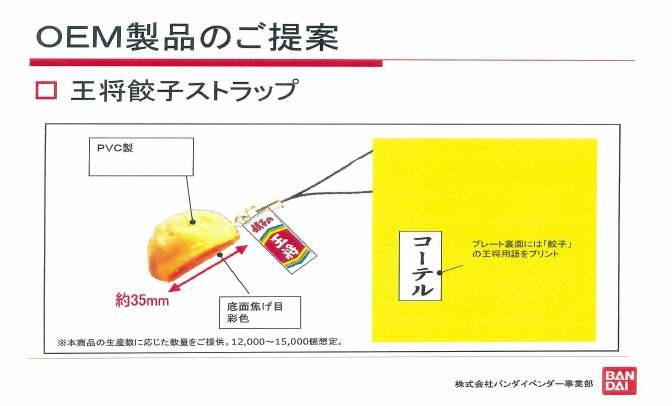 OEM製品のご提案
□ 王将餃子ストラップ
PVC製
餃子の
王将
約35mm
底面焦げ目
彩色
コーテル
プレート裏面には「餃子」
の王将用語をプリント
※本商品の生産数に応じた数量をご提供。12,000~15,000個想定。
株式会社バンダイベンダー事業部
BAN
DAI